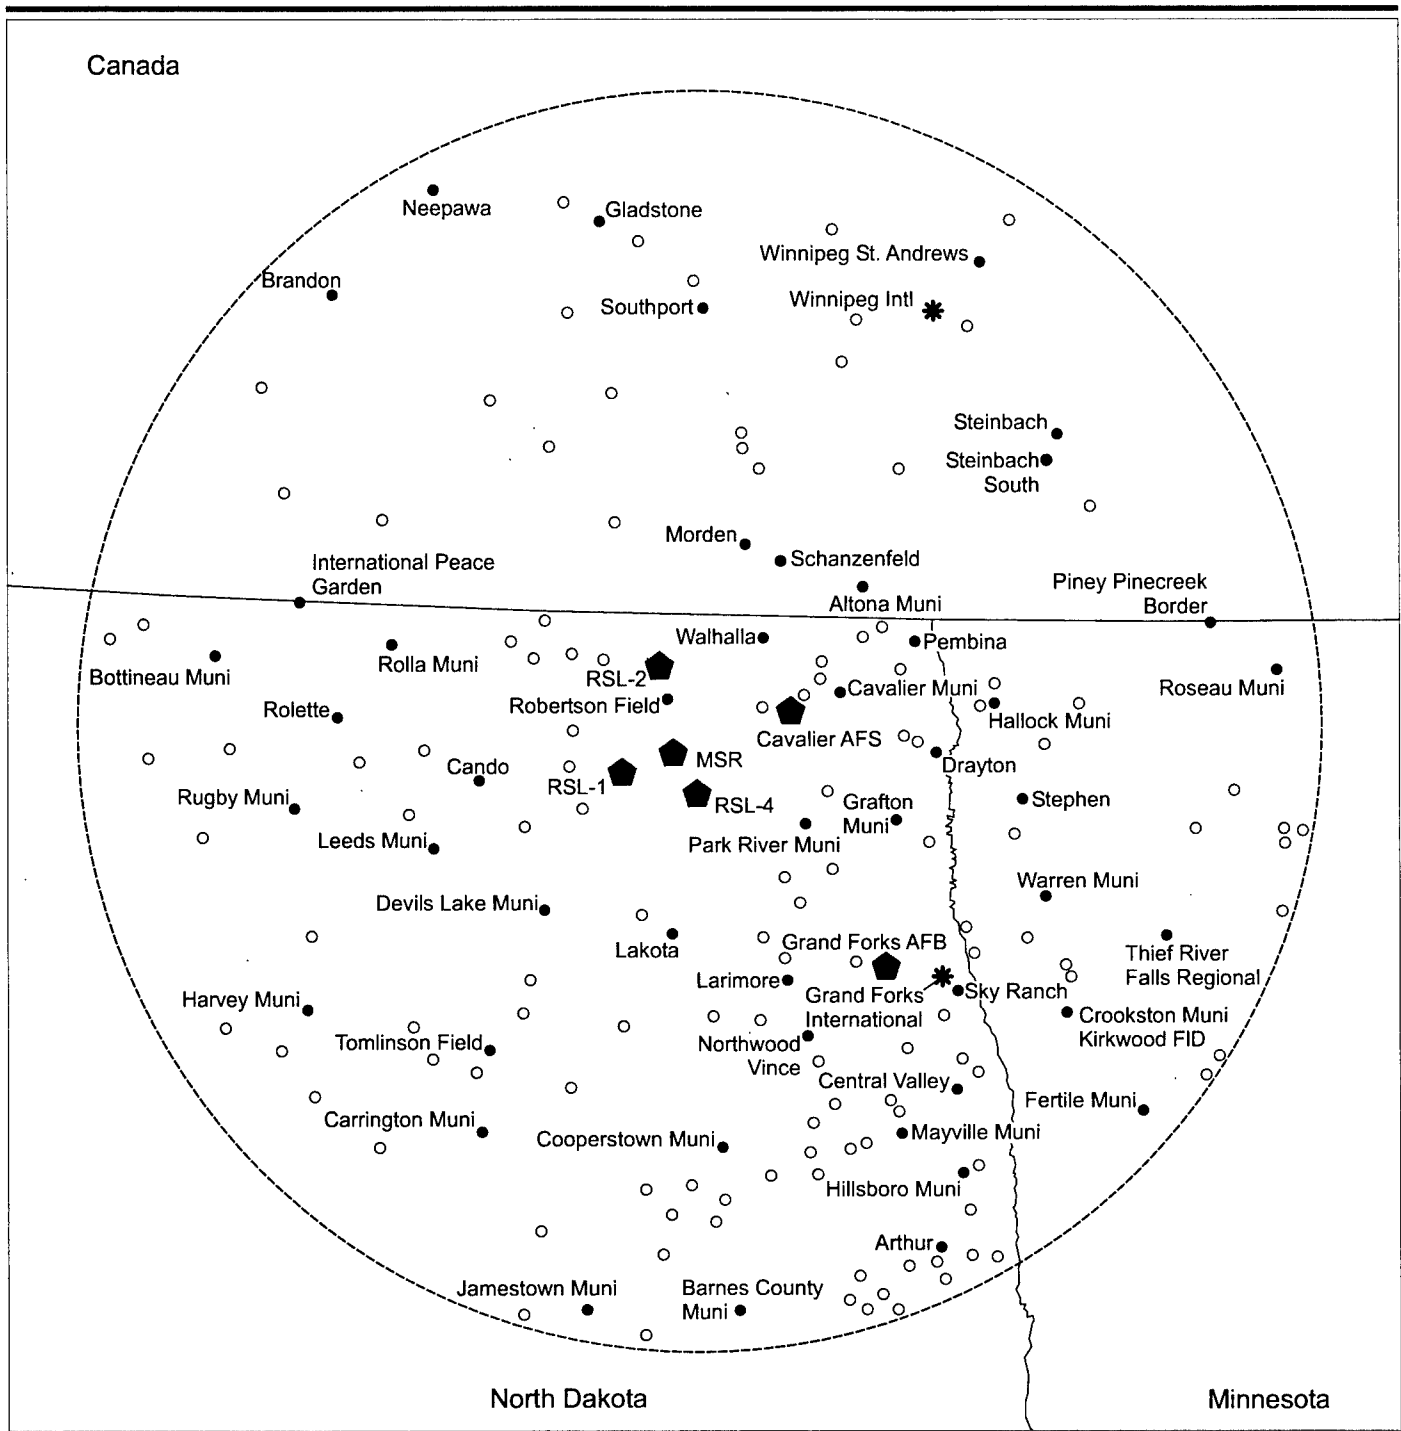 Canada
Neepawa
Gladstone
Winnipeg St. Andrews
Brandon
Southport
Winnipeg Intl
Steinbach
Steinbach
South
Morden
Schanzenfeld
International Peace
Garden
Altona Muni
Piney Pinecreek
Border
Walhalla
Pembina
Bottineau Muni
Rolla Muni
RSL-2
Roseau Muni
Robertson Field
Cavalier Muni
Rolette
Hallock Muni
Cavalier AFS
MSR
Drayton
Cando
RSL-1
Rugby Muni
RSL-4
Grafton
Muni
Stephen
Leeds Muni
Park River Muni
Warren Muni
Devils Lake Muni
Lakota
Grand Forks AFB
Thief River
Falls Regional
Larimore
Grand Forks
International
Sky Ranch
Harvey Muni
Crookston Muni
Kirkwood FID
Tomlinson Field
Northwood
Vince
Central Valley
Fertile Muni
Carrington Muni
Cooperstown Muni
Mayville Muni
Hillsboro Muni
Arthur
Jamestown Muni
Barnes County
Muni
North Dakota
Minnesota